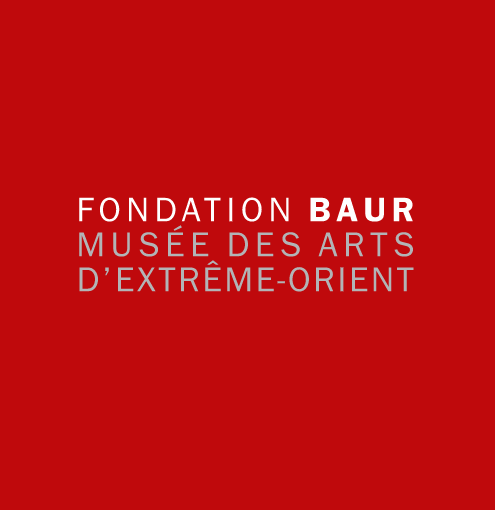 FONDATION BAUR
MUSÉE DES ARTS
D’EXTRÊME-ORIENT